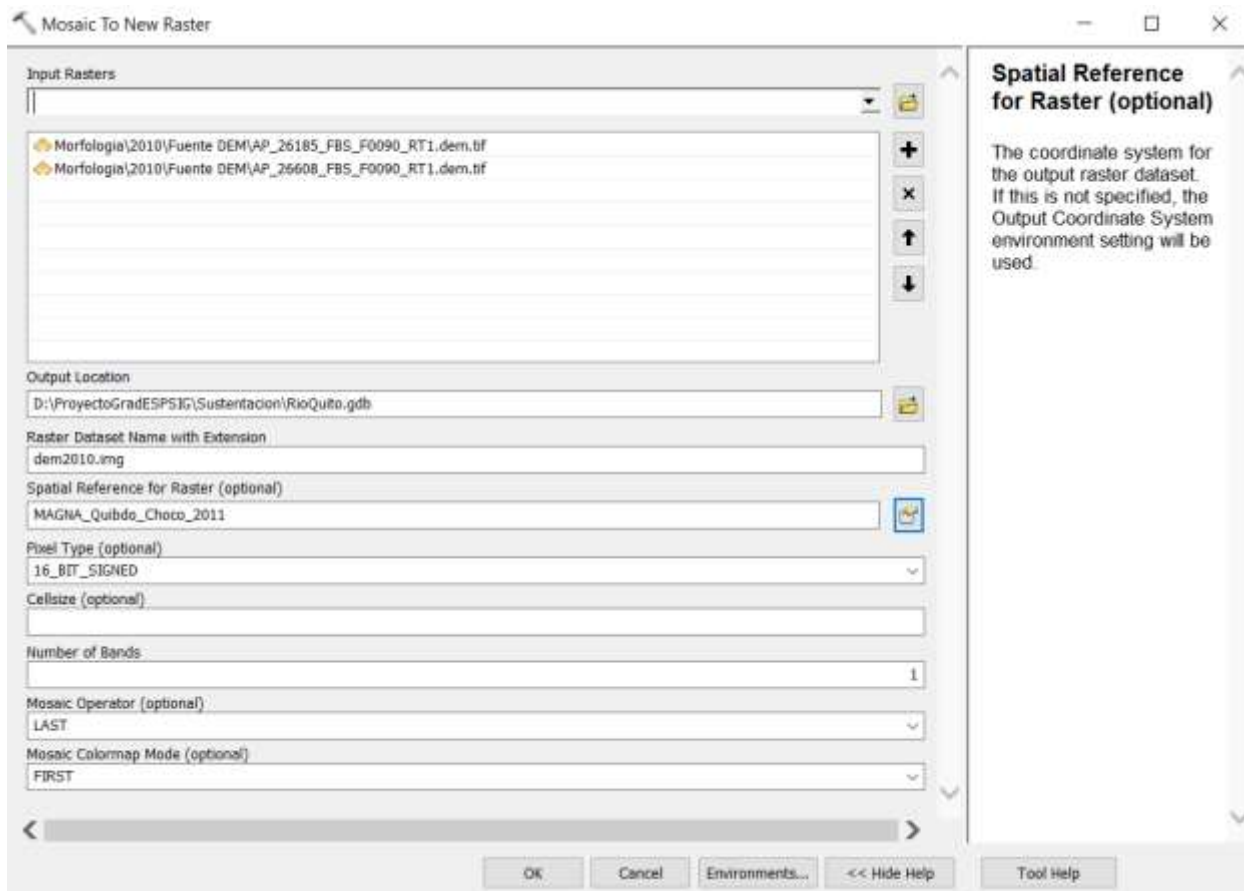 Mosaic To New Raster
Input Rasters
Morfologia\2010\Fuente DEM\AP_26185_FBS_F0090_RT1.dem.tif
Morfologia\2010\Fuente DEM\AP_26608_FBS_F0090_RT1.dem.tif
Output Location
D:\ProyectoGradESPSIG\Sustentacion\RioQuito.gdb
Raster Dataset Name with Extension
dem2010.img
Spatial Reference for Raster (optional)
MAGNA_Quibdo_Choco_2011
Pixel Type (optional)
16_BIT_SIGNED
Cellsize (optional)
Number of Bands
1
Mosaic Operator (optional)
LAST
Mosaic Colormap Mode (optional)
FIRST
OK
Cancel
Environments...
<< Hide Help
Spatial Reference
for Raster (optional)
The coordinate system for
the output raster dataset.
If this is not specified, the
Output Coordinate System
environment setting will be
used.
Tool Help